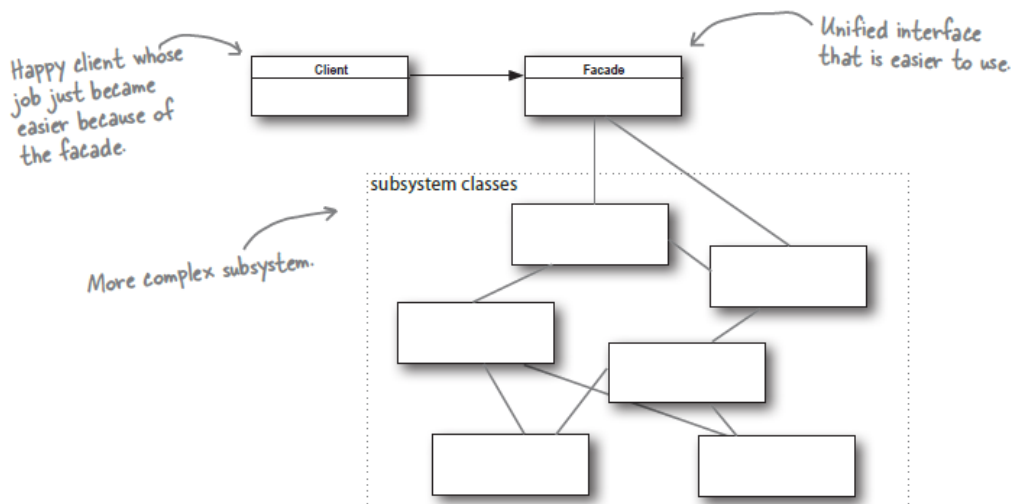 Happy client whose
job just became
easier because of
the facade.
Client
Facade
Unified interface
that is easier to use.
subsystem classes
More complex subsystem.